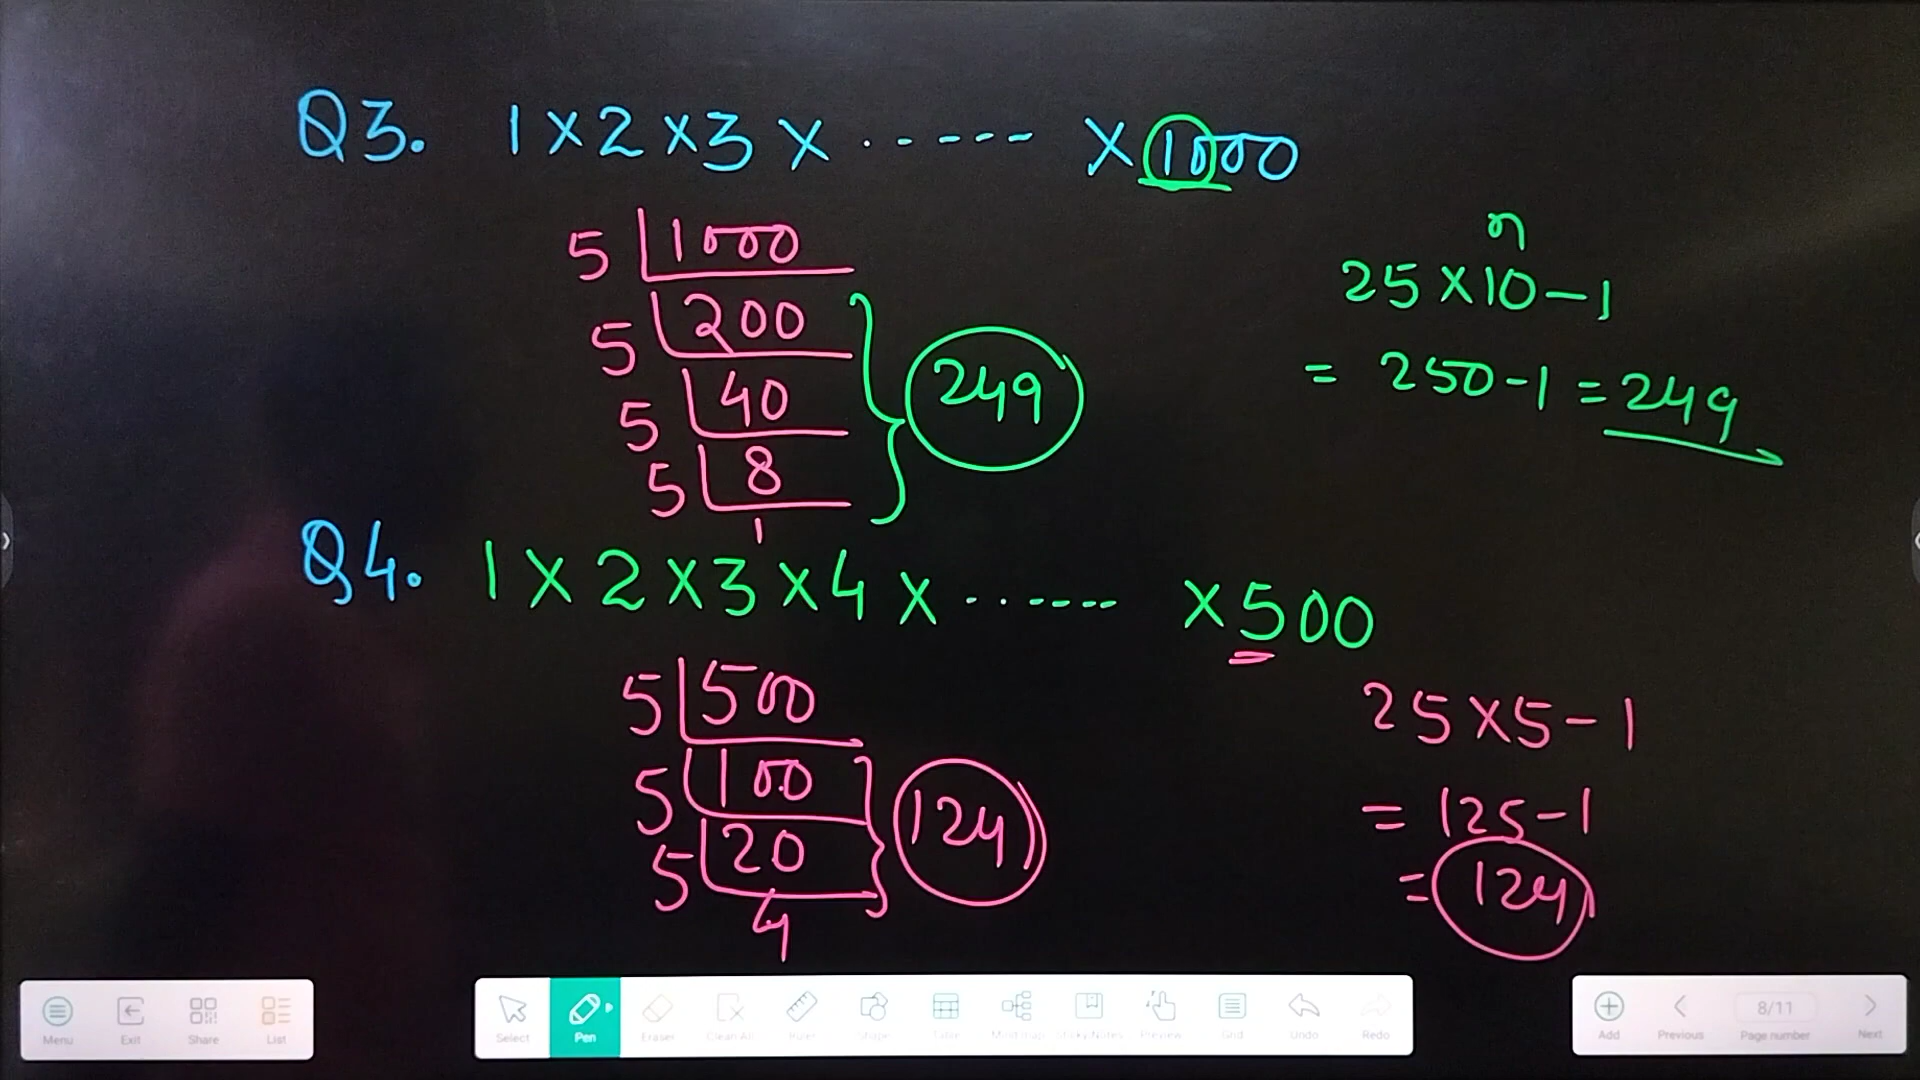 Q3. 1 x 2 x 3 x ....... x 1000
5 | 1000
5 | 200
5 | 40
5 | 8
1
249
n
25 x 10 - 1
= 250 - 1 = 249
Q4. 1 x 2 x 3 x 4 x ....... x 500
5 | 500
5 | 100
5 | 20
4
124
25 x 5 - 1
= 125 - 1
= 124
Menu Exit Share List
Select Pen Eraser Clean All Ruler Shape Table Mind map Sticky Notes Preview Grid Undo Redo
8/11
Add Previous Page number Next